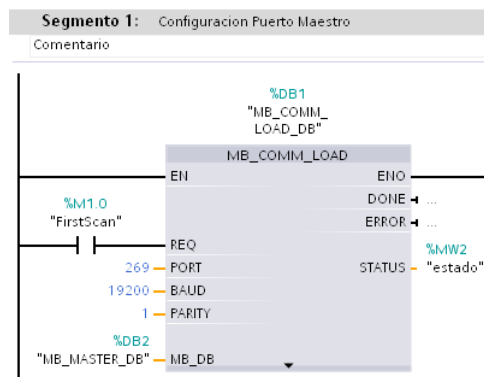 Segmento 1: Configuracion Puerto Maestro
Comentario
%DB1
"MB_COMM_
LOAD_DB"
MB_COMM_LOAD
EN ENO
DONE ...
%M1.0
"FirstScan" ERROR ...
REQ %MW2
269 PORT STATUS "estado"
19200 BAUD
1 PARITY
%DB2
"MB_MASTER_DB" MB_DB